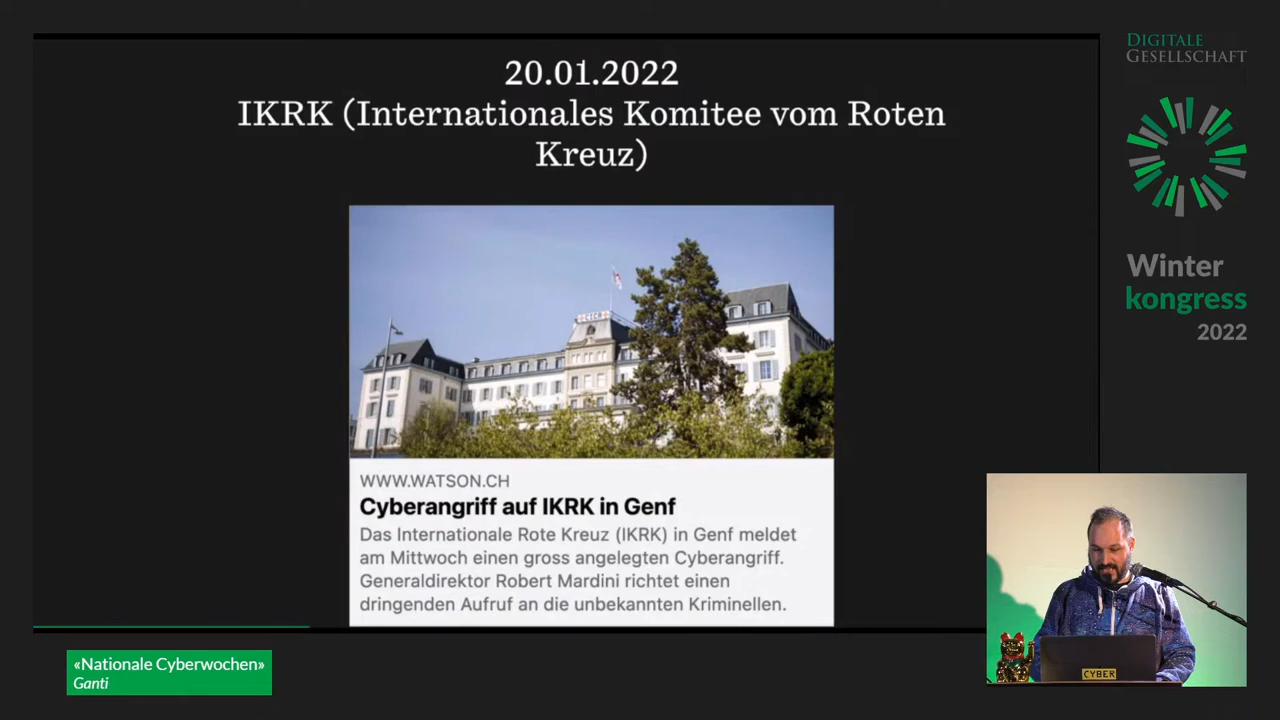 DIGITALE
GESELLSCHAFT
20.01.2022
IKRK (Internationales Komitee vom Roten
Kreuz)
Winter
kongress
2022
WWW.WATSON.CH
Cyberangriff auf IKRK in Genf
Das Internationale Rote Kreuz (IKRK) in Genf meldet
am Mittwoch einen gross angelegten Cyberangriff.
Generaldirektor Robert Mardini richtet einen
dringenden Aufruf an die unbekannten Kriminellen.
CYBER
«Nationale Cyberwochen»
Ganti